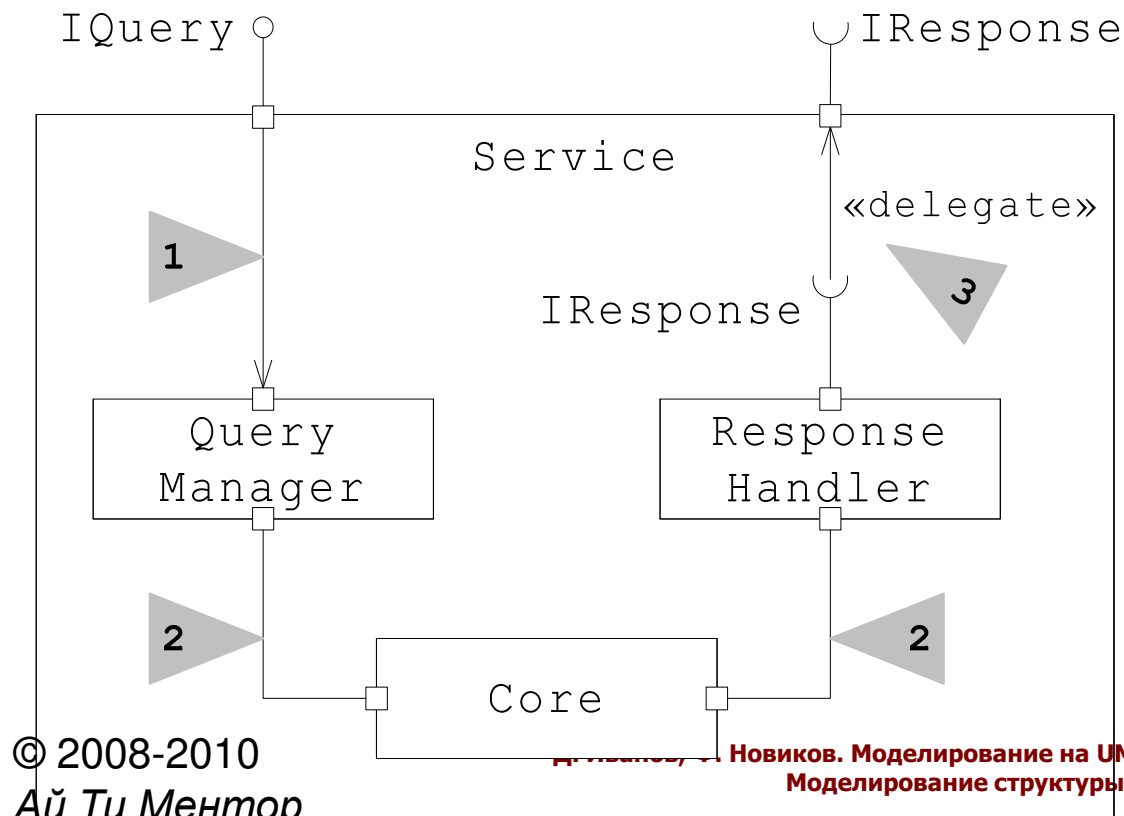 IQuery
IResponse
Service
«delegate»
1
3
IResponse
Query
Manager
Response
Handler
2
2
Core
© 2008-2010
Новиков. Моделирование на UM
Моделирование структуры
Ай Ти Ментор